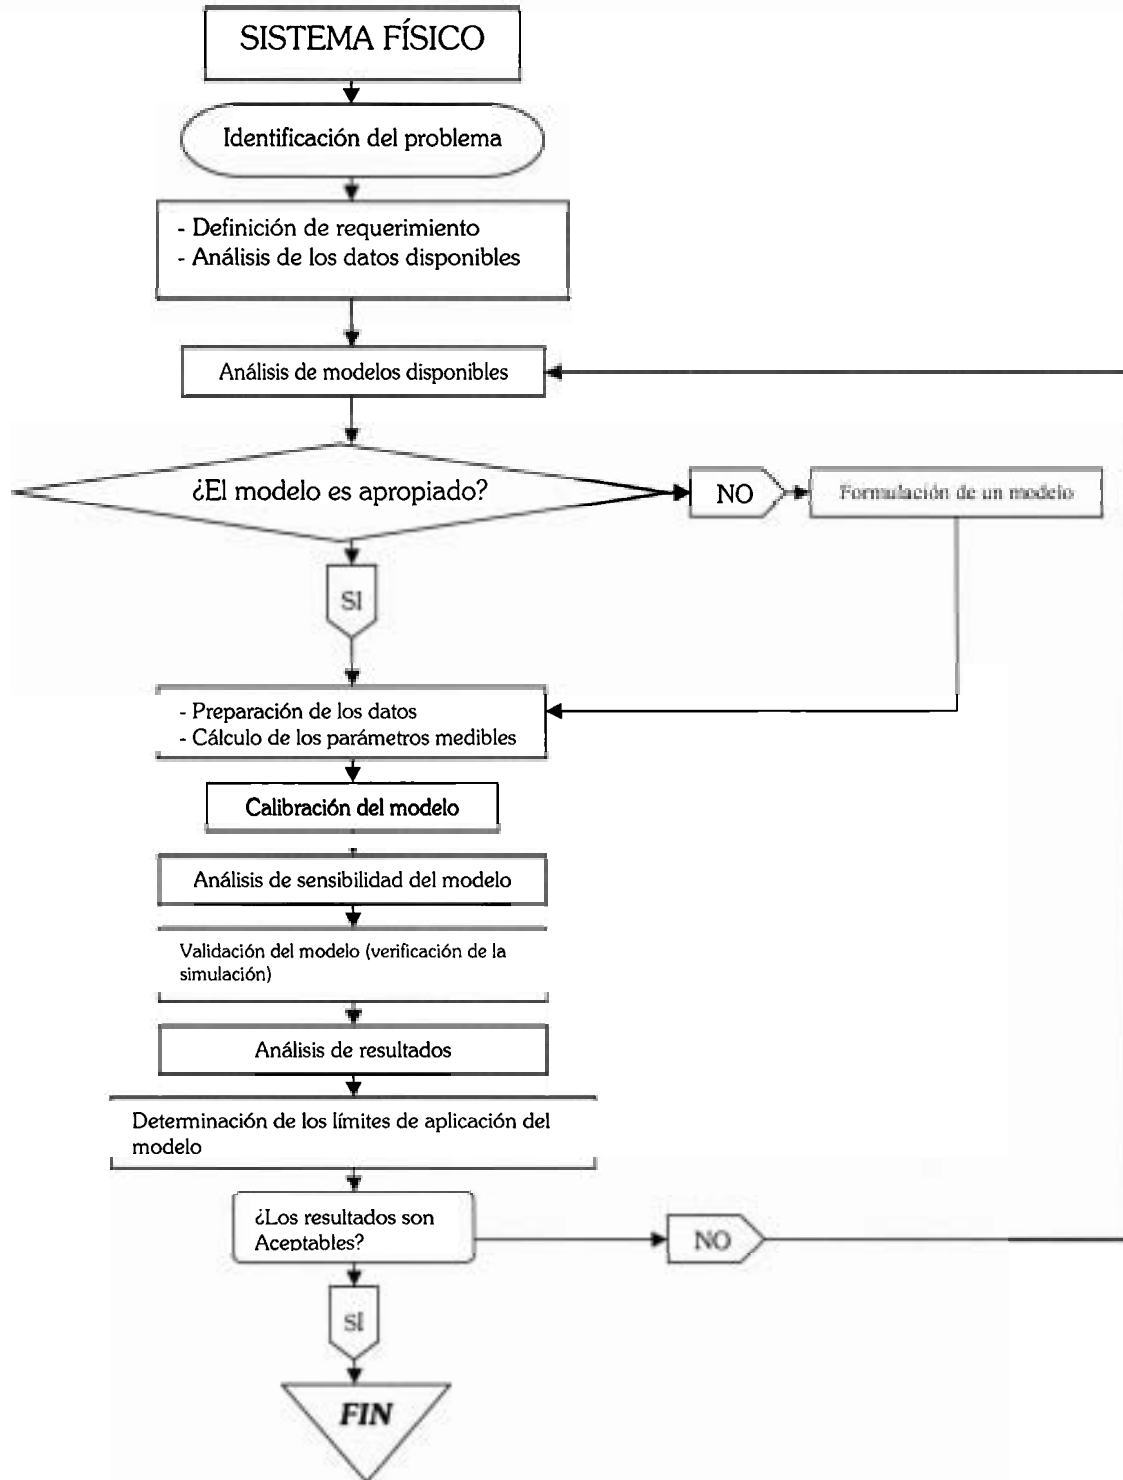 SISTEMA FÍSICO
Identificación del problema
- Definición de requerimiento
- Análisis de los datos disponibles
Análisis de modelos disponibles
¿El modelo es apropiado?
NO
Formulación de un modelo
SI
- Preparación de los datos
- Cálculo de los parámetros medibles
Calibración del modelo
Análisis de sensibilidad del modelo
Validación del modelo (verificación de la
simulación)
Análisis de resultados
Determinación de los límites de aplicación del
modelo
¿Los resultados son
Aceptables?
NO
SI
FIN